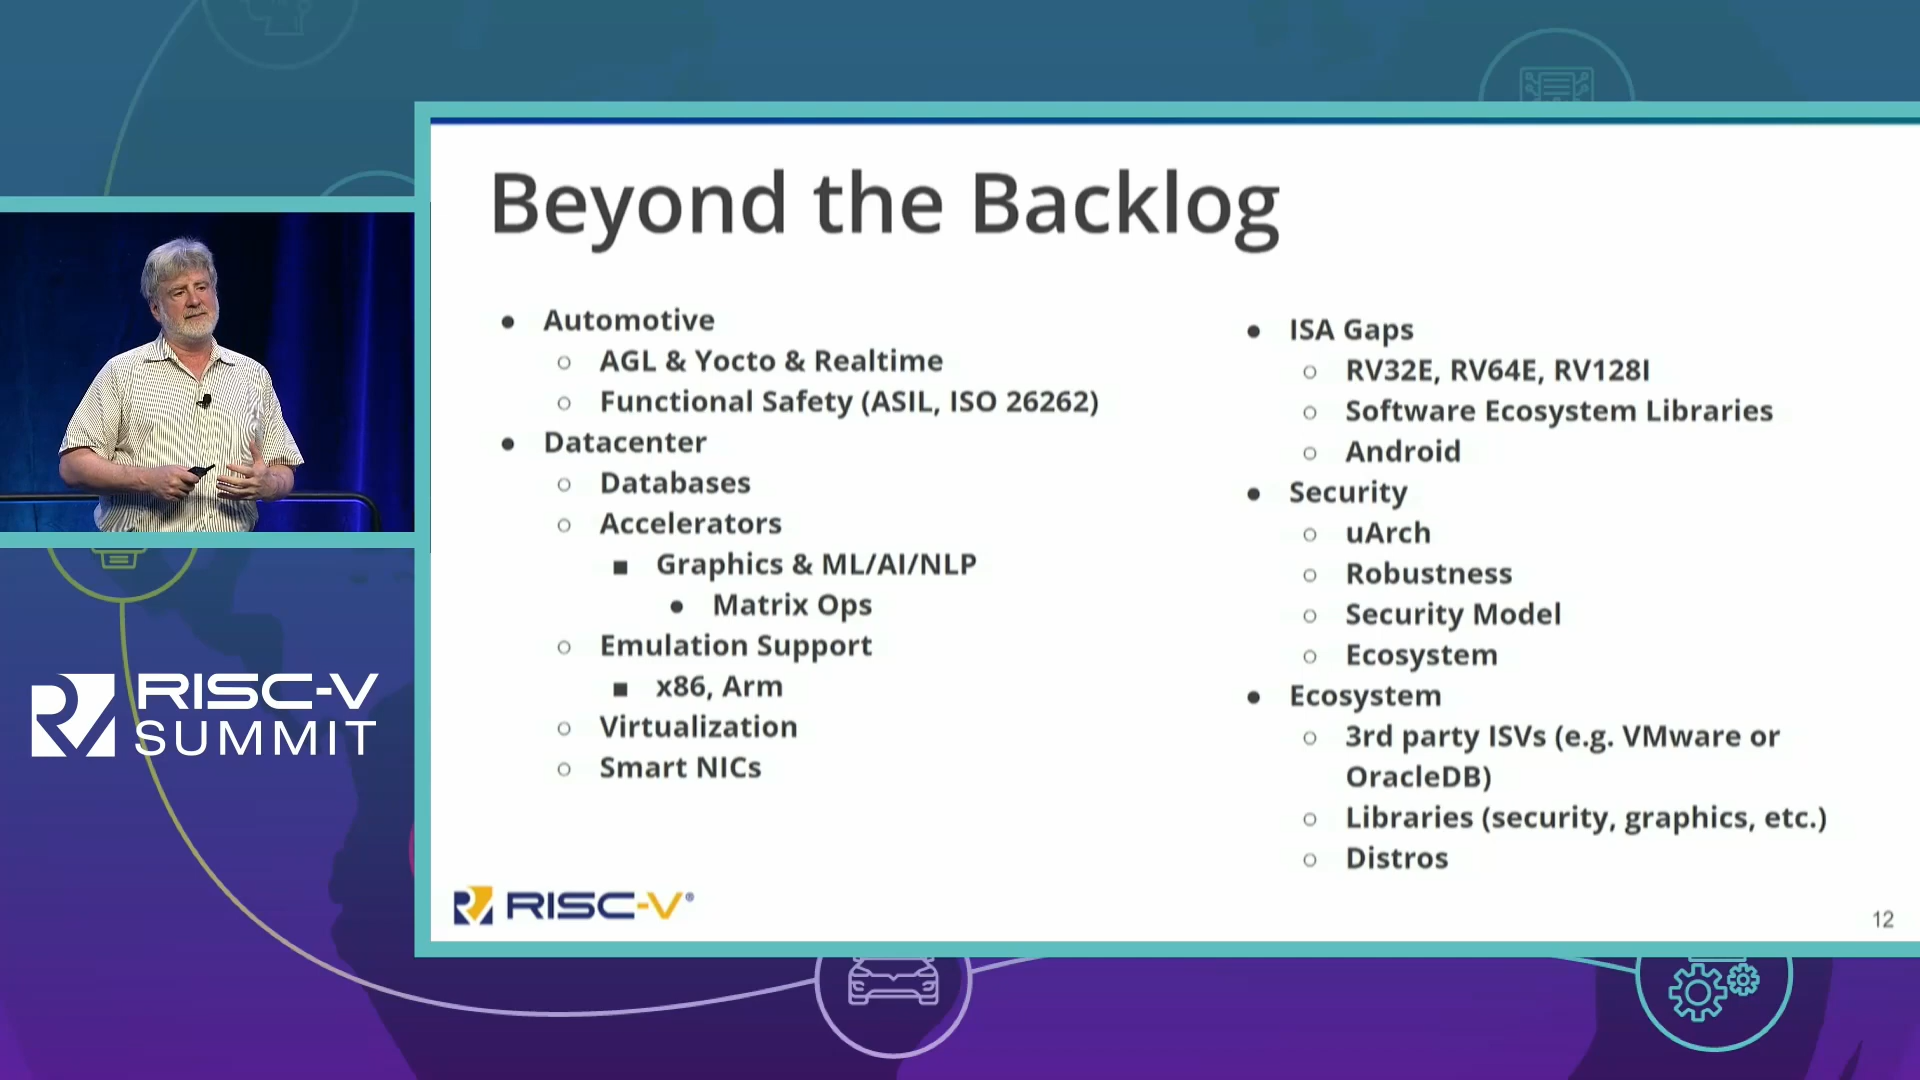 Beyond the Backlog
Automotive
AGL & Yocto & Realtime
Functional Safety (ASIL, ISO 26262)
Datacenter
Databases
Accelerators
Graphics & ML/AI/NLP
Matrix Ops
Emulation Support
x86, Arm
Virtualization
Smart NICs
ISA Gaps
RV32E, RV64E, RV128I
Software Ecosystem Libraries
Android
Security
uArch
Robustness
Security Model
Ecosystem
Ecosystem
3rd party ISVs (e.g. VMware or
OracleDB)
Libraries (security, graphics, etc.)
Distros
RISC-V®
12
RISC-V
SUMMIT